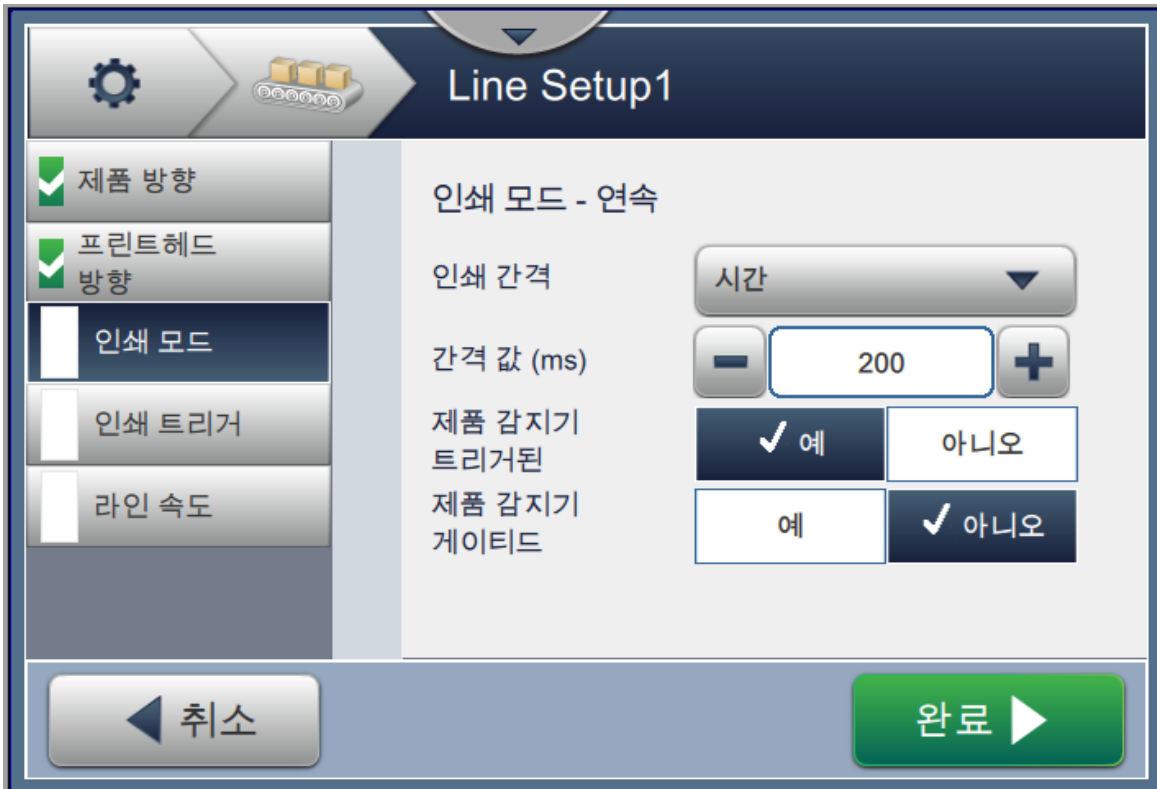 Line Setup1
제품 방향
프린트헤드
방향
인쇄 모드
인쇄 트리거
라인 속도
인쇄 모드 - 연속
인쇄 간격
시간
간격 값 (ms)
200
제품 감지기
트리거된
예
아니오
제품 감지기
게이티드
예
아니오
취소
완료